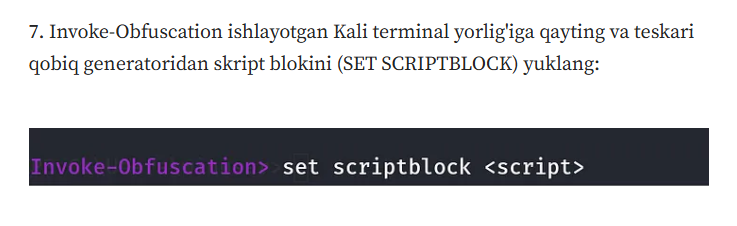 7. Invoke-Obfuscation ishlayotgan Kali terminal yorlig'iga qayting va teskari
qobiq generatoridan skript blokini (SET SCRIPTBLOCK) yuklang:
Invoke-Obfuscation> set scriptblock <script>